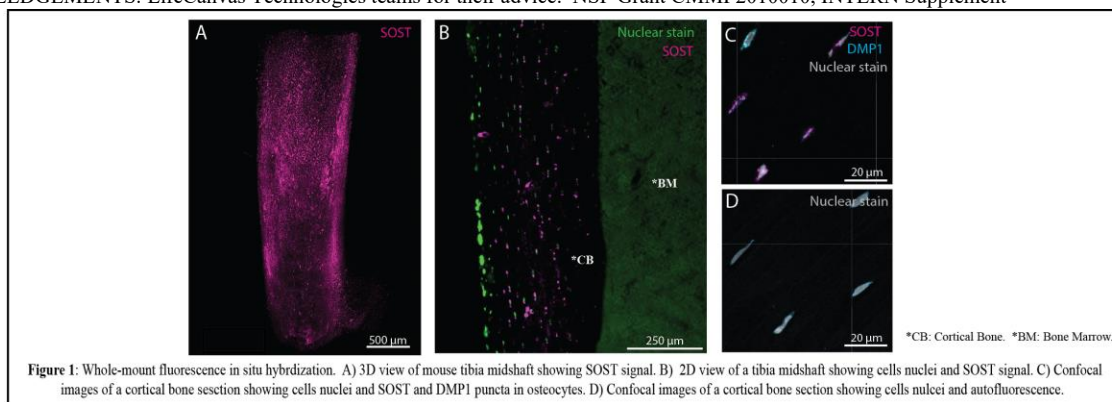 EDGEMENTS: LifeCanvas Technologies teams for their advice. NSF Grant CMMI 2010010, INTERN Supplement
A
SOST
500 µm
B
Nuclear stain
SOST
*BM
*CB
250 µm
C
SOST
DMP1
Nuclear stain
20 µm
D
Nuclear stain
20 µm
*CB: Cortical Bone. *BM: Bone Marrow.
Figure 1: Whole-mount fluorescence in situ hybrdization. A) 3D view of mouse tibia midshaft showing SOST signal. B) 2D view of a tibia midshaft showing cells nuclei and SOST signal. C) Confocal
images of a cortical bone sesction showing cells nuclei and SOST and DMP1 puncta in osteocytes. D) Confocal images of a cortical bone section showing cells nulcei and autofluorescence.